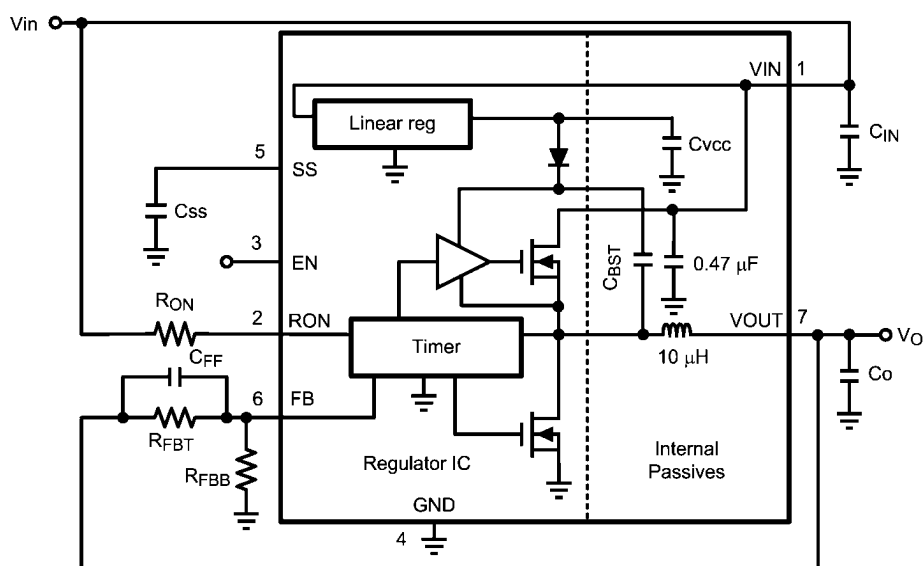 Vin
VIN 1
Linear reg
Cvcc
CIN
5
SS
Css
3
EN
CBST
0.47 µF
RON
2
RON
Timer
VOUT
7
VO
10 µH
CFF
Co
6
FB
RFBT
RFBB
Regulator IC
Internal
Passives
GND
4